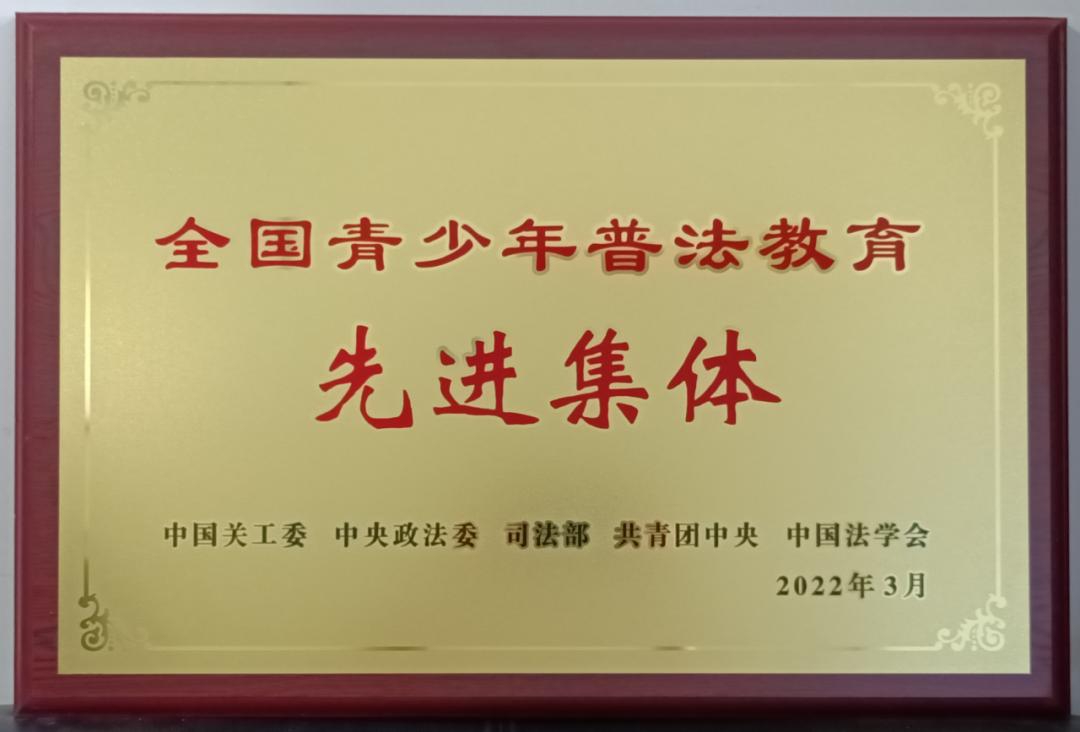 全国青少年普法教育
先进集体
中国关工委 中央政法委 司法部 共青团中央 中国法学会
2022年3月